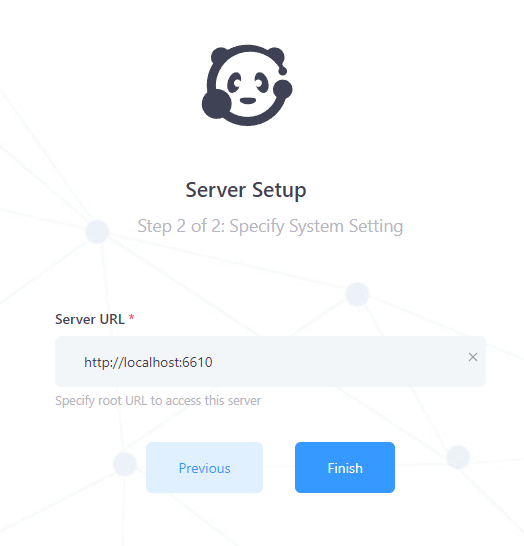 Server Setup
Step 2 of 2: Specify System Setting
Server URL *
http://localhost:6610
Specify root URL to access this server
Previous
Finish